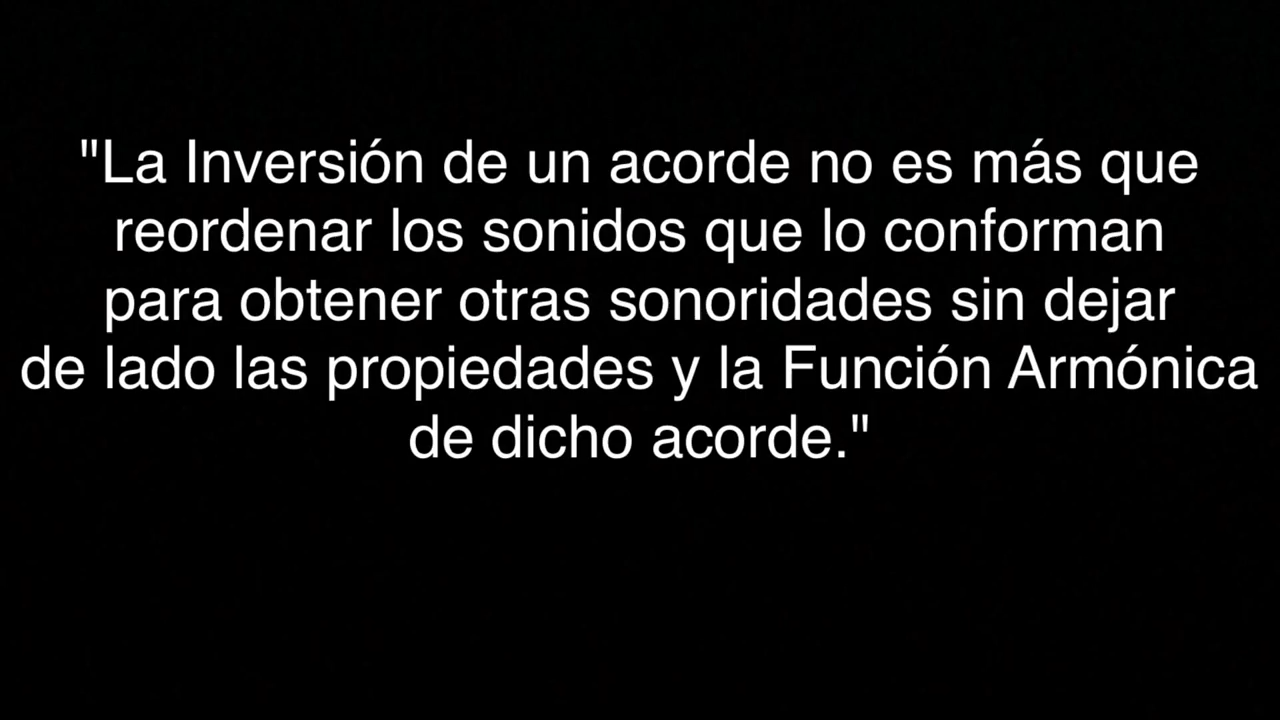 "La Inversión de un acorde no es más que
reordenar los sonidos que lo conforman
para obtener otras sonoridades sin dejar
de lado las propiedades y la Función Armónica
de dicho acorde."